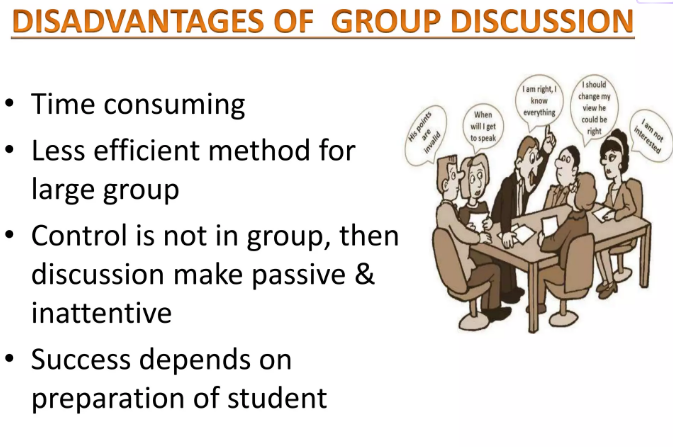 DISADVANTAGES OF GROUP DISCUSSION
• Time consuming
• Less efficient method for
large group
• Control is not in group, then
discussion make passive &
inattentive
• Success depends on
preparation of student
His points
are
invalid
When
will I get
to speak
I am right, I
know
everything
I should
change my
view he
could be
right
I am not
interested